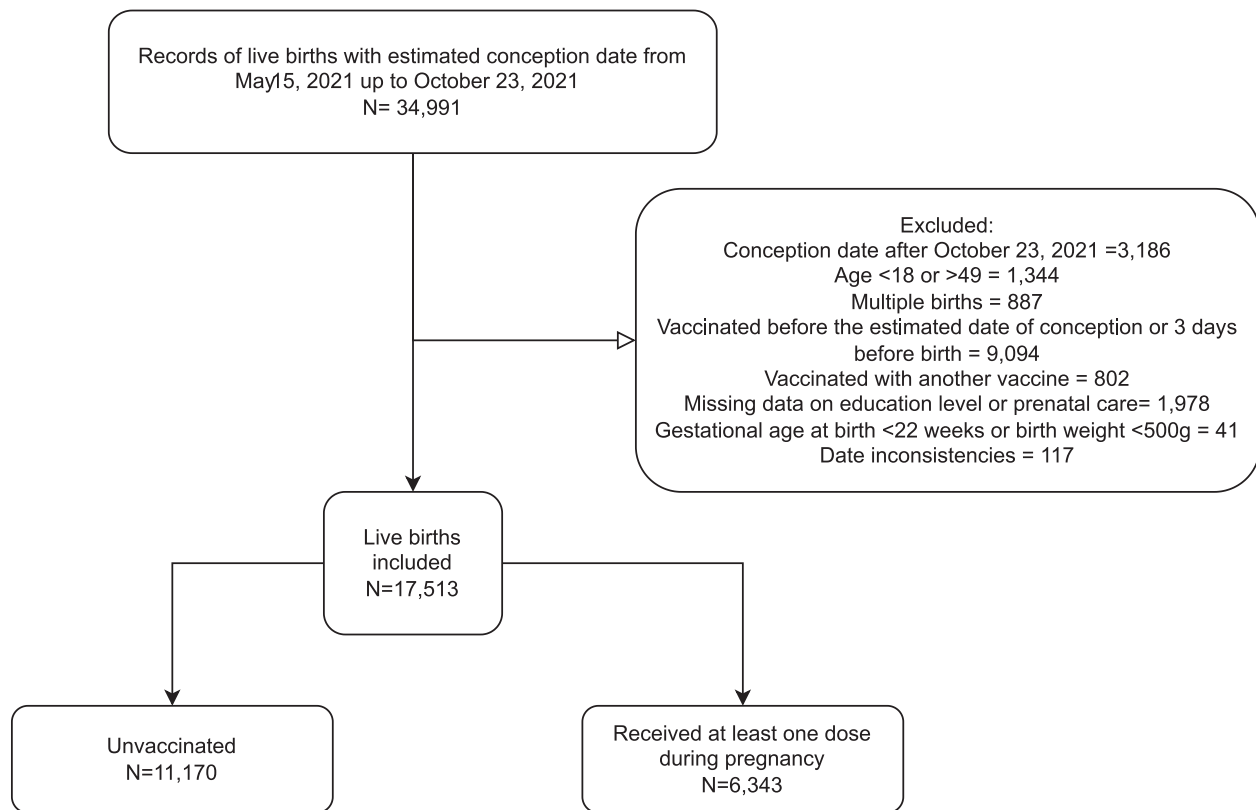 Records of live births with estimated conception date from
May15, 2021 up to October 23, 2021
N= 34,991
Excluded:
Conception date after October 23, 2021 =3,186
Age <18 or >49 = 1,344
Multiple births = 887
Vaccinated before the estimated date of conception or 3 days
before birth = 9,094
Vaccinated with another vaccine = 802
Missing data on education level or prenatal care= 1,978
Gestational age at birth <22 weeks or birth weight <500g = 41
Date inconsistencies = 117
Live births
included
N=17,513
Unvaccinated
N=11,170
Received at least one dose
during pregnancy
N=6,343